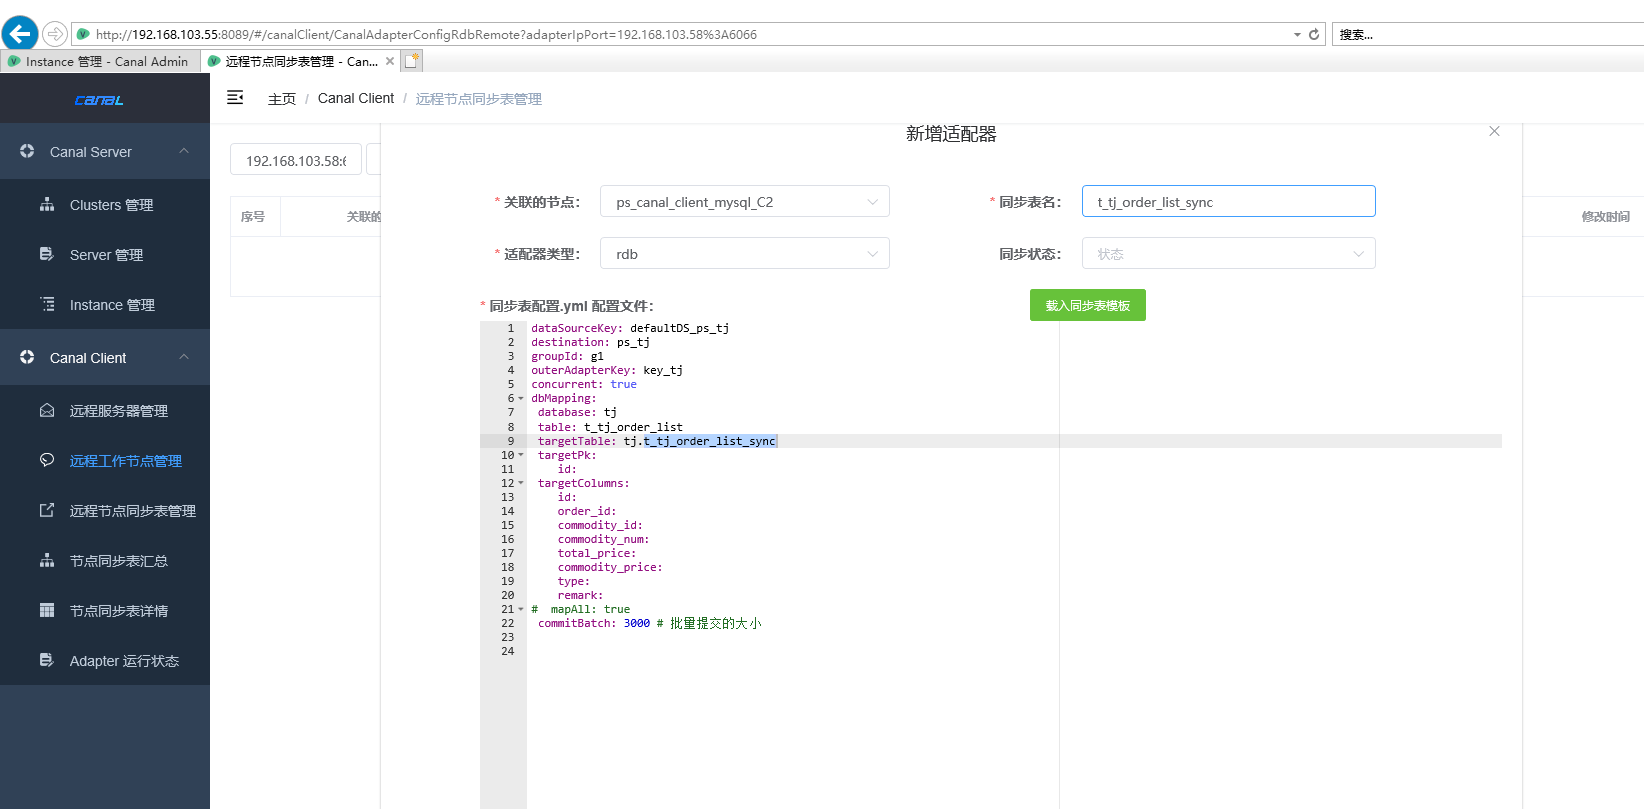 http://192.168.103.55:8089/#/canalClient/CanalAdapterConfigRdbRemote?adapterIpPort=192.168.103.58%3A6066
搜索...
Instance 管理 - Canal Admin
远程节点同步表管理 - Can...
canal
主页 / Canal Client / 远程节点同步表管理
Canal Server
Clusters 管理
Server 管理
Instance 管理
Canal Client
远程服务器管理
远程工作节点管理
远程节点同步表管理
节点同步表汇总
节点同步表详情
Adapter 运行状态
192.168.103.58:6
序号
关联的
修改时间
新增适配器
* 关联的节点: ps_canal_client_mysql_C2
* 同步表名: t_tj_order_list_sync
* 适配器类型: rdb
同步状态: 状态
* 同步表配置.yml 配置文件:
载入同步表模板
1 dataSourceKey: defaultDS_ps_tj
2 destination: ps_tj
3 groupId: g1
4 outerAdapterKey: key_tj
5 concurrent: true
6 dbMapping:
7 database: tj
8 table: t_tj_order_list
9 targetTable: tj.t_tj_order_list_sync
10 targetPk:
11 id:
12 targetColumns:
13 id:
14 order_id:
15 commodity_id:
16 commodity_num:
17 total_price:
18 commodity_price:
19 type:
20 remark:
21 # mapAll: true
22 commitBatch: 3000 # 批量提交的大小
23
24